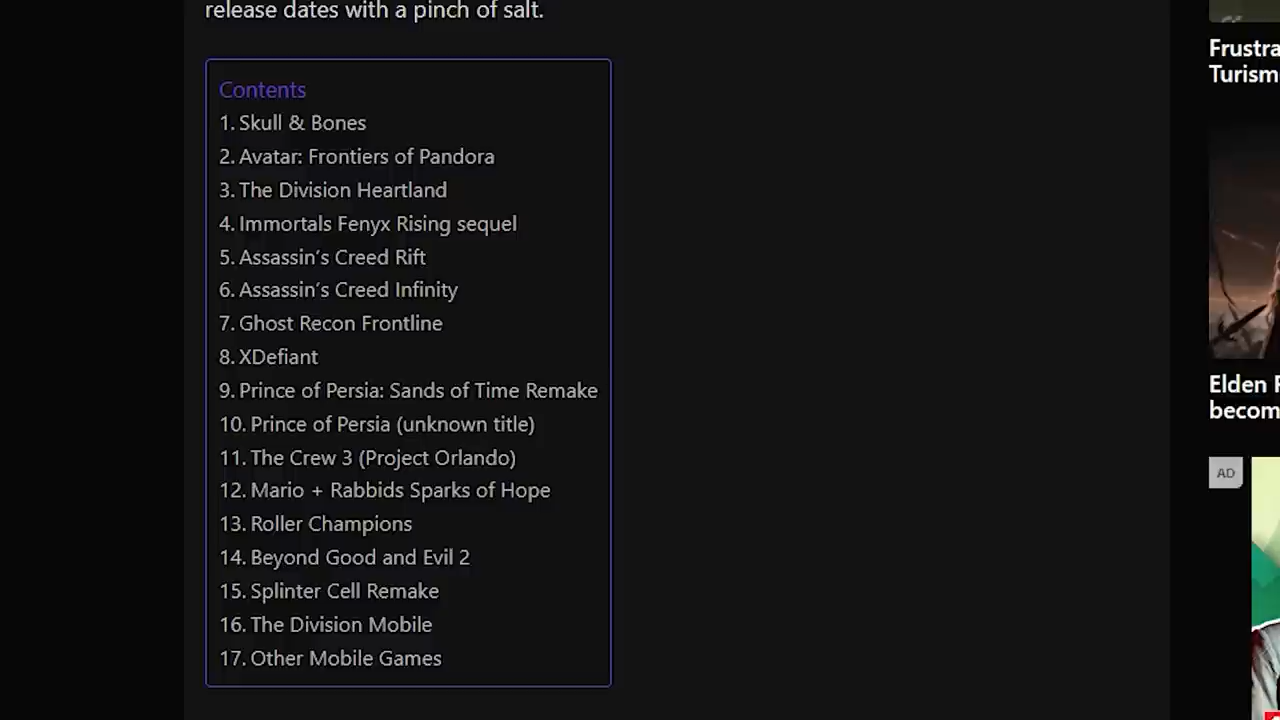 release dates with a pinch of salt.
Contents
1. Skull & Bones
2. Avatar: Frontiers of Pandora
3. The Division Heartland
4. Immortals Fenyx Rising sequel
5. Assassin's Creed Rift
6. Assassin's Creed Infinity
7. Ghost Recon Frontline
8. XDefiant
9. Prince of Persia: Sands of Time Remake
10. Prince of Persia (unknown title)
11. The Crew 3 (Project Orlando)
12. Mario + Rabbids Sparks of Hope
13. Roller Champions
14. Beyond Good and Evil 2
15. Splinter Cell Remake
16. The Division Mobile
17. Other Mobile Games
Frustra
Turism
Elden
becom
AD